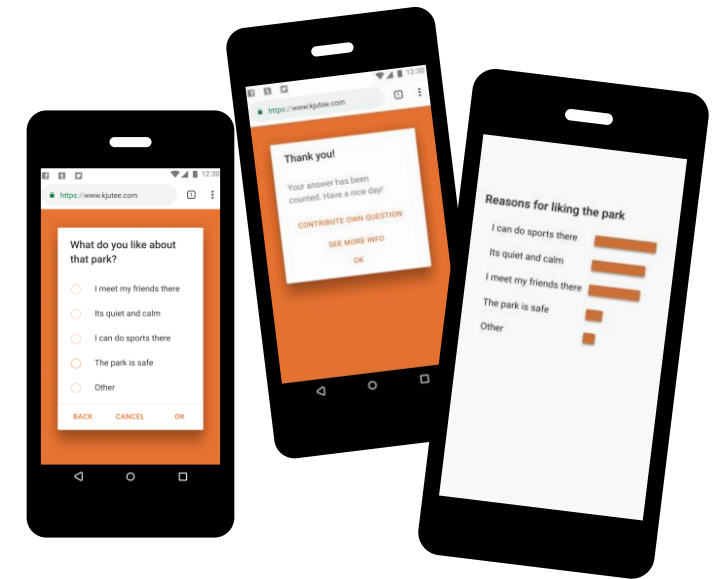 12:30
https://www.kjutee.com
1
What do you like about
that park?
I meet my friends there
Its quiet and calm
I can do sports there
The park is safe
Other
BACK CANCEL OK
12:30
https://www.kjutee.com
1
Thank you!
Your answer has been
counted. Have a nice day!
CONTRIBUTE OWN QUESTION
SEE MORE INFO
OK
Reasons for liking the park
I can do sports there
Its quiet and calm
I meet my friends there
The park is safe
Other